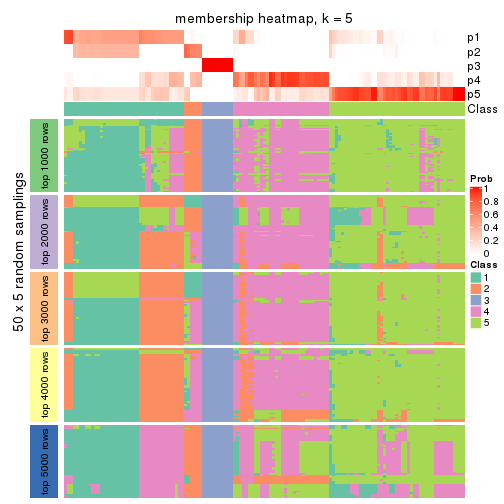 membership heatmap, k = 5
p1
p2
p3
p4
p5
Class
50 x 5 random samplings
top 1000 rows
top 2000 rows
top 3000 rows
top 4000 rows
top 5000 rows
Prob
1
0.8
0.6
0.4
0.2
0
Class
1
2
3
4
5